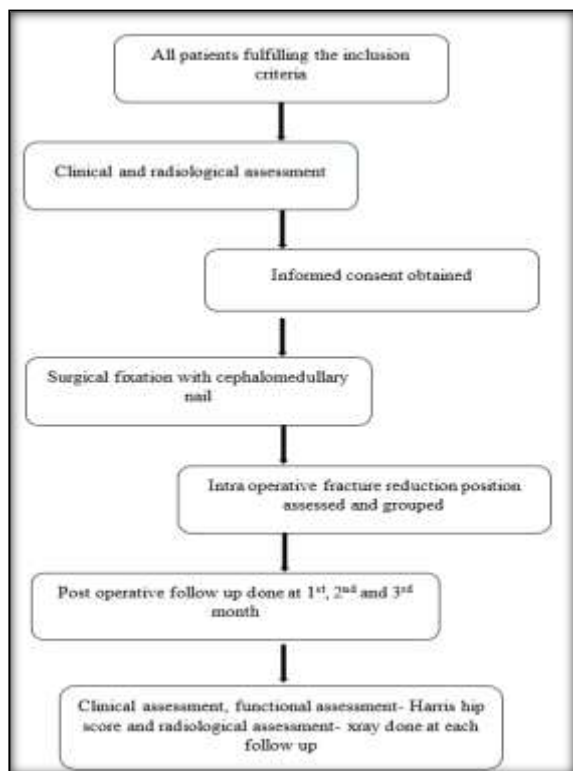 All patients fulfilling the inclusion
criteria
Clinical and radiological assessment
Informed consent obtained
Surgical fixation with cephalomedullary
nail
Intra operative fracture reduction position
assessed and grouped
Post operative follow up done at 1st, 2nd and 3rd
month
Clinical assessment, functional assessment- Harris hip
score and radiological assessment- xray done at each
follow up